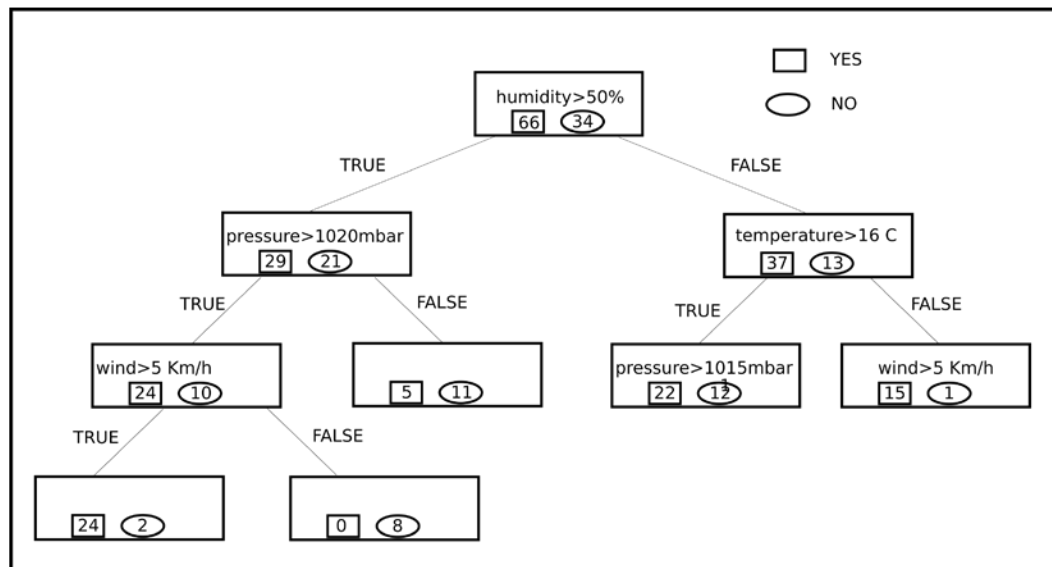 YES
NO
humidity>50%
66 34
TRUE
FALSE
pressure>1020mbar
29 21
temperature>16 C
37 13
TRUE
FALSE
TRUE
FALSE
wind>5 Km/h
24 10
5 11
pressure>1015mbar
22 12
1
wind>5 Km/h
15 1
TRUE
FALSE
24 2
0 8